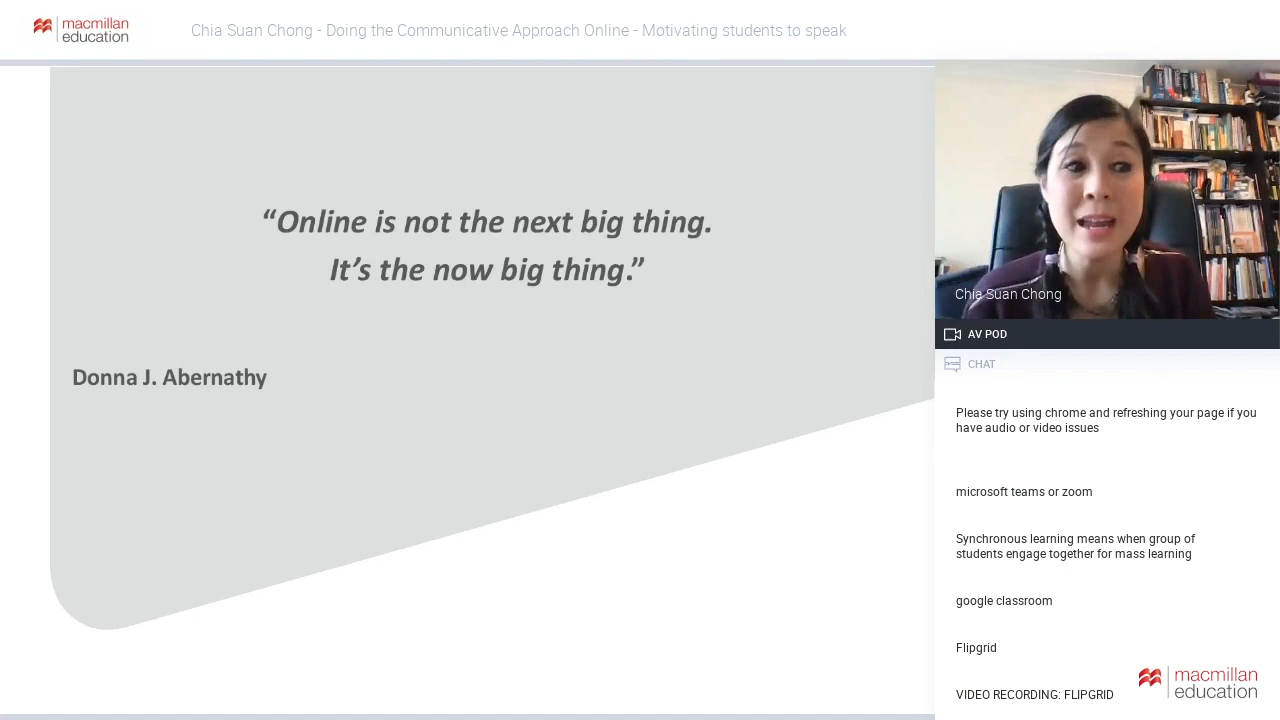 macmillan
education
Chia Suan Chong - Doing the Communicative Approach Online - Motivating students to speak
“Online is not the next big thing.
It’s the now big thing.”
Donna J. Abernathy
Chia Suan Chong
AV POD
CHAT
Please try using chrome and refreshing your page if you
have audio or video issues
microsoft teams or zoom
Synchronous learning means when group of
students engage together for mass learning
google classroom
Flipgrid
VIDEO RECORDING: FLIPGRID
macmillan
education